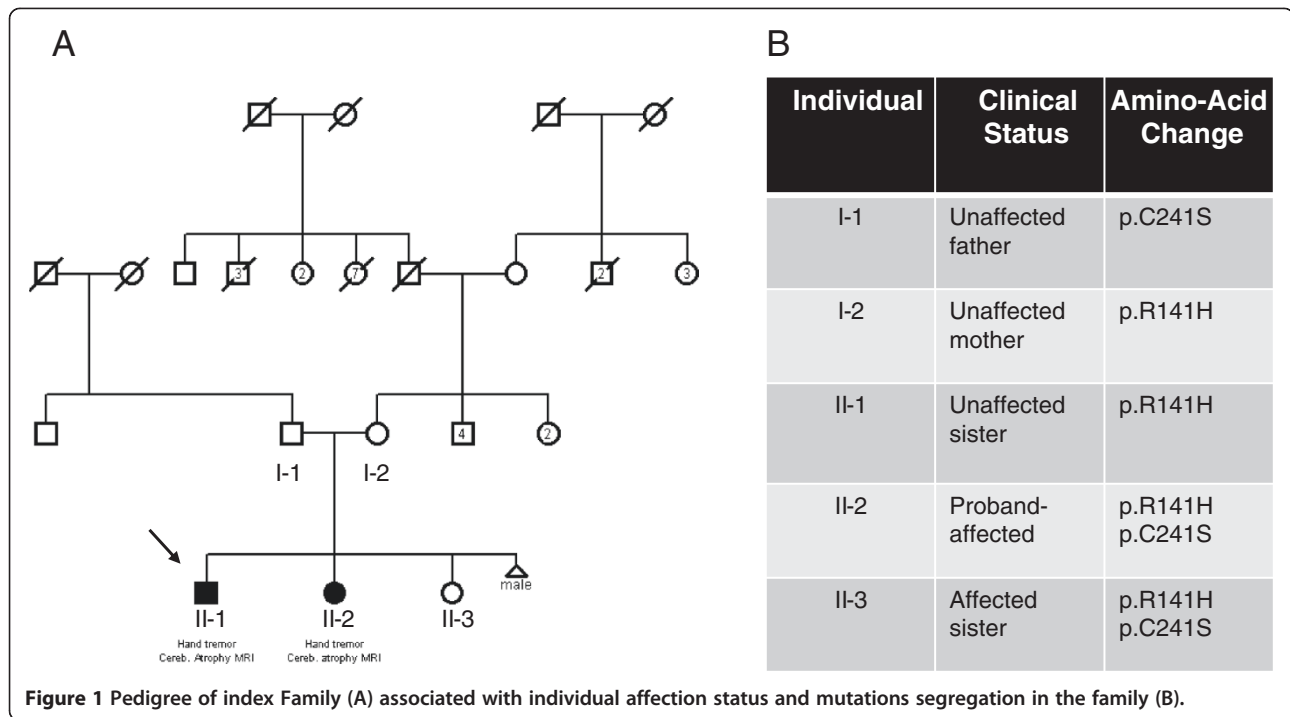 A
3
2
7
2
3
4
2
I-1 I-2
male
II-1 II-2 II-3
Hand tremor Hand tremor
Cereb. Atrophy MRI Cereb. atrophy MRI
B
Individual Clinical Status Amino-Acid Change
I-1 Unaffected father p.C241S
I-2 Unaffected mother p.R141H
II-1 Unaffected sister p.R141H
II-2 Proband-affected p.R141H p.C241S
II-3 Affected sister p.R141H p.C241S
Figure 1 Pedigree of index Family (A) associated with individual affection status and mutations segregation in the family (B).